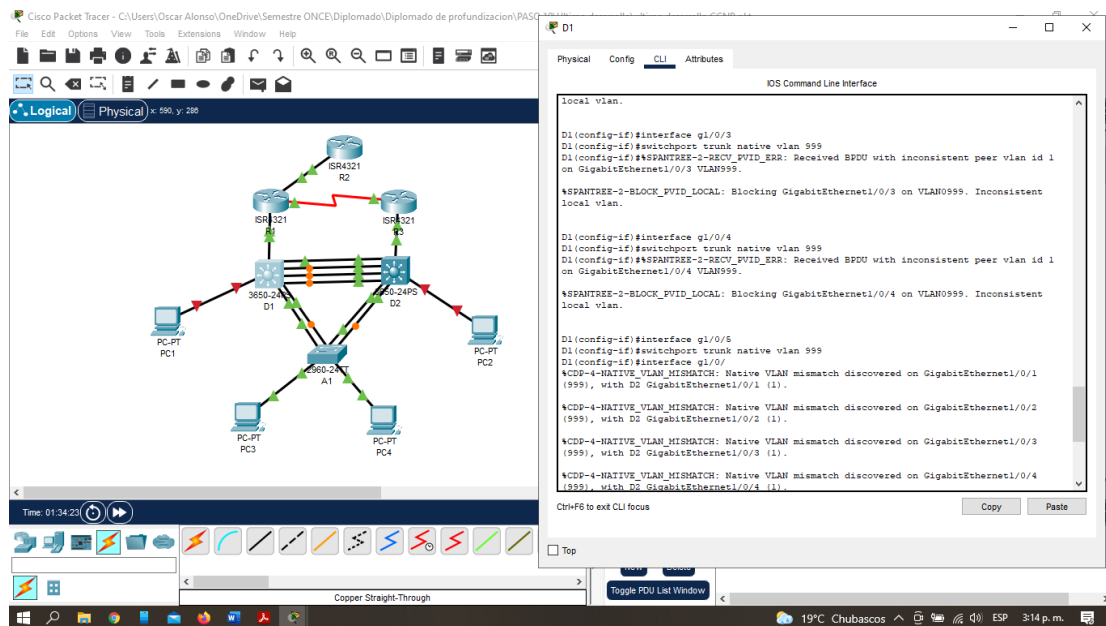 Cisco Packet Tracer - C:\Users\Oscar Alonso\OneDrive\Semestre ONCE\Diplomado\Diplomado de profundizacion\PASO
File Edit Options View Tools Extensions Window Help
Logical
Physical
x: 590, y: 286
ISR4321
R2
ISR4321
R1
ISR4321
R3
3650-24PS
D1
3650-24PS
D2
PC-PT
PC1
PC-PT
PC2
2960-24TT
A1
PC-PT
PC3
PC-PT
PC4
Time: 01:34:23
Copper Straight-Through
D1
Physical Config CLI Attributes
IOS Command Line Interface
local vlan.
D1(config-if)#interface g1/0/3
D1(config-if)#switchport trunk native vlan 999
D1(config-if)#%SPANTREE-2-RECV_PVID_ERR: Received BPDU with inconsistent peer vlan id 1
on GigabitEthernet1/0/3 VLAN999.
%SPANTREE-2-BLOCK_PVID_LOCAL: Blocking GigabitEthernet1/0/3 on VLAN0999. Inconsistent
local vlan.
D1(config-if)#interface g1/0/4
D1(config-if)#switchport trunk native vlan 999
D1(config-if)#%SPANTREE-2-RECV_PVID_ERR: Received BPDU with inconsistent peer vlan id 1
on GigabitEthernet1/0/4 VLAN999.
%SPANTREE-2-BLOCK_PVID_LOCAL: Blocking GigabitEthernet1/0/4 on VLAN0999. Inconsistent
local vlan.
D1(config-if)#interface g1/0/5
D1(config-if)#switchport trunk native vlan 999
D1(config-if)#interface g1/0/
%CDP-4-NATIVE_VLAN_MISMATCH: Native VLAN mismatch discovered on GigabitEthernet1/0/1
(999), with D2 GigabitEthernet1/0/1 (1).
%CDP-4-NATIVE_VLAN_MISMATCH: Native VLAN mismatch discovered on GigabitEthernet1/0/2
(999), with D2 GigabitEthernet1/0/2 (1).
%CDP-4-NATIVE_VLAN_MISMATCH: Native VLAN mismatch discovered on GigabitEthernet1/0/3
(999), with D2 GigabitEthernet1/0/3 (1).
%CDP-4-NATIVE_VLAN_MISMATCH: Native VLAN mismatch discovered on GigabitEthernet1/0/4
(999), with D2 GigabitEthernet1/0/4 (1).
Ctrl+F6 to exit CLI focus
Copy
Paste
Top
New
Delete
Toggle PDU List Window
19°C Chubascos
ESP
3:14 p. m.